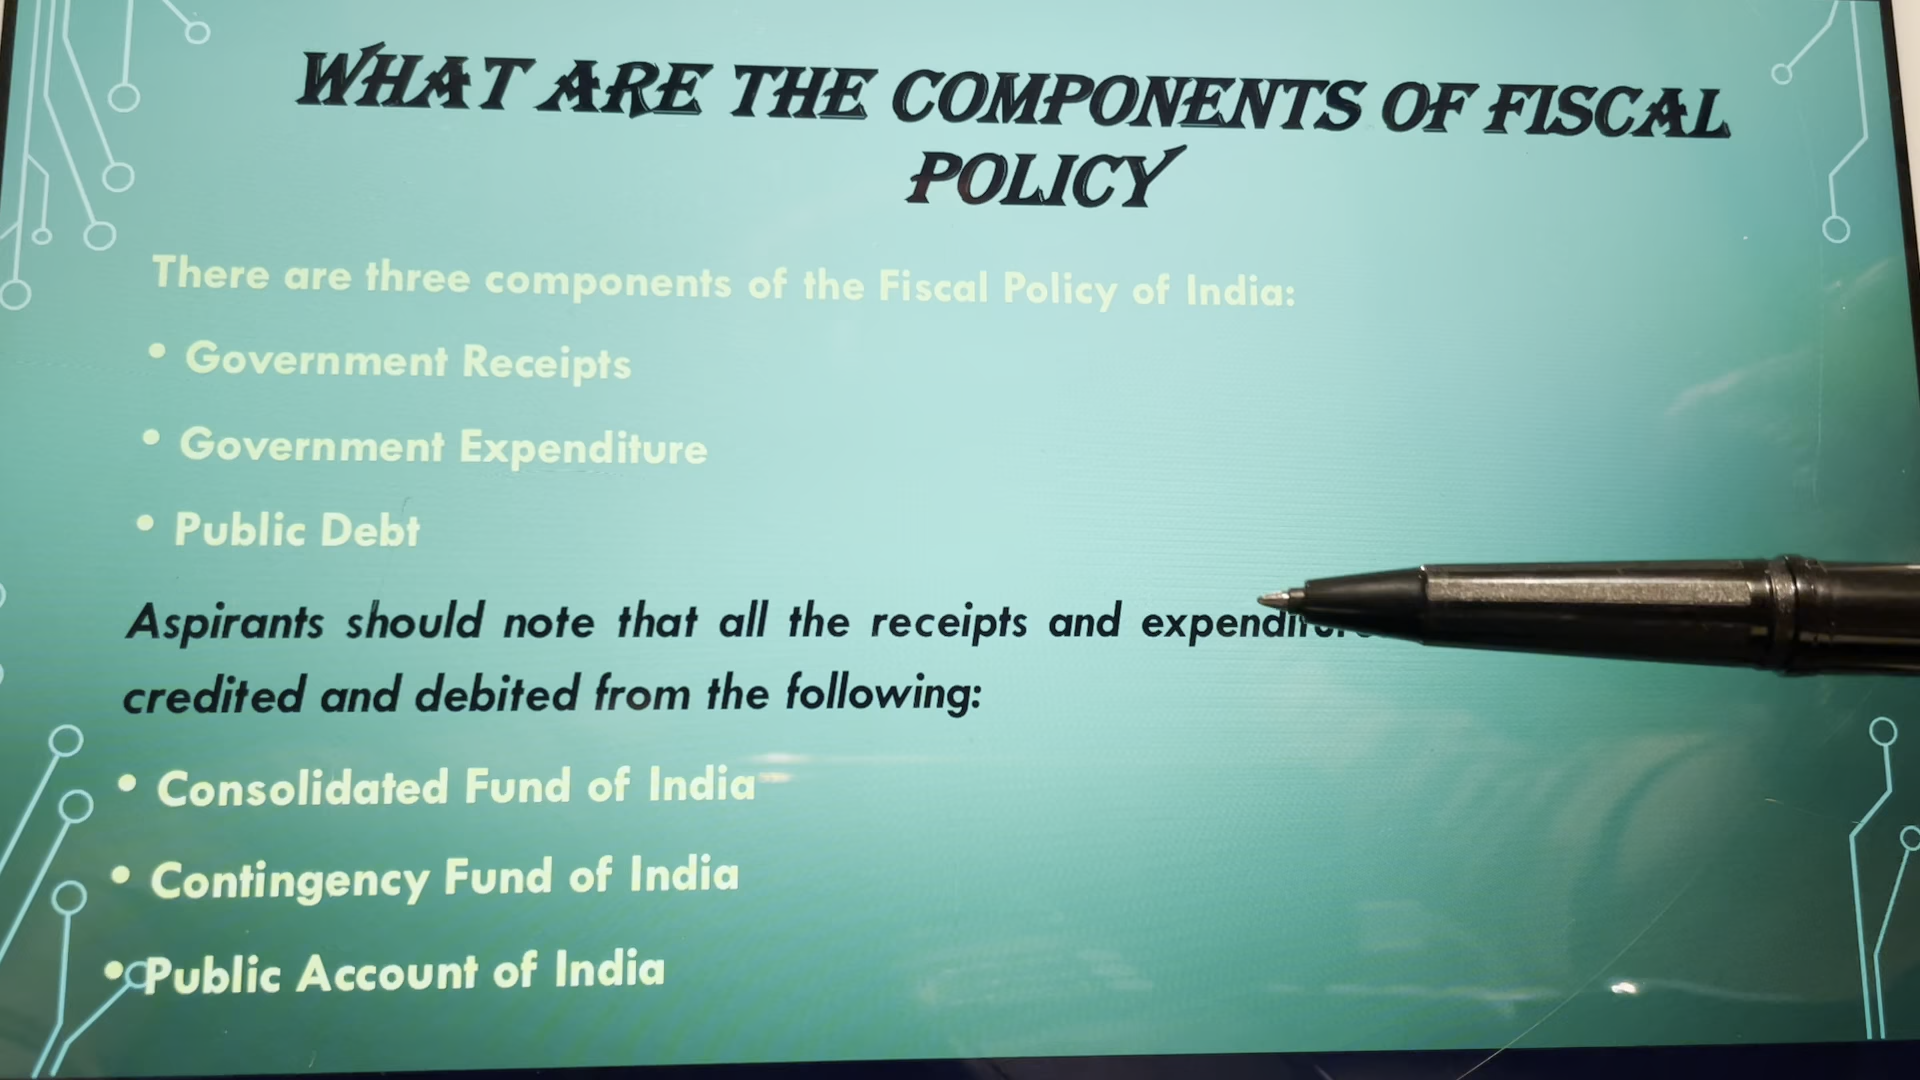 WHAT ARE THE COMPONENTS OF FISCAL
POLICY
There are three components of the Fiscal Policy of India:
• Government Receipts
• Government Expenditure
• Public Debt
Aspirants should note that all the receipts and
credited and debited from the following:
• Consolidated Fund of India
• Contingency Fund of India
• Public Account of India